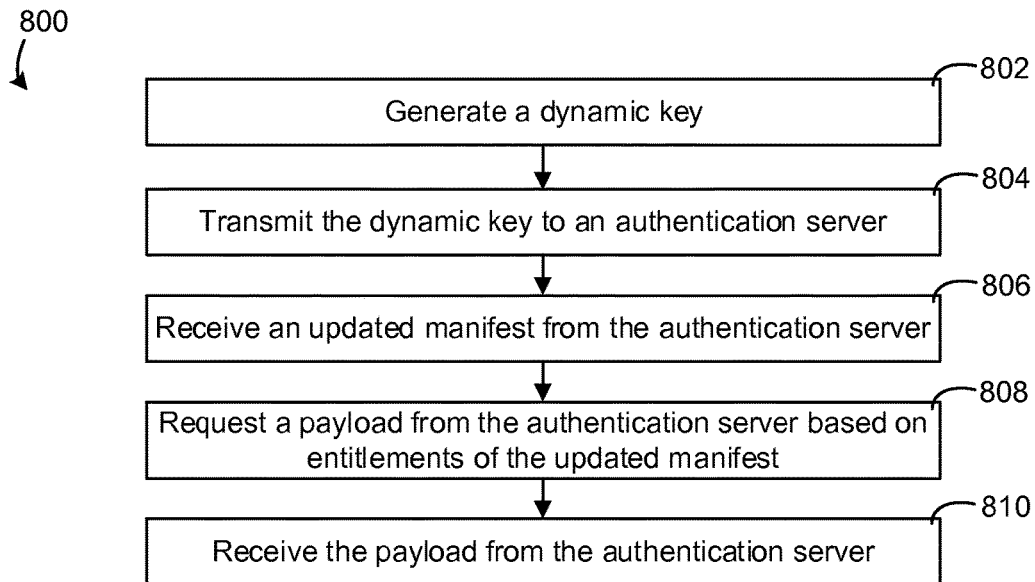 800
802
Generate a dynamic key
804
Transmit the dynamic key to an authentication server
806
Receive an updated manifest from the authentication server
808
Request a payload from the authentication server based on
entitlements of the updated manifest
810
Receive the payload from the authentication server